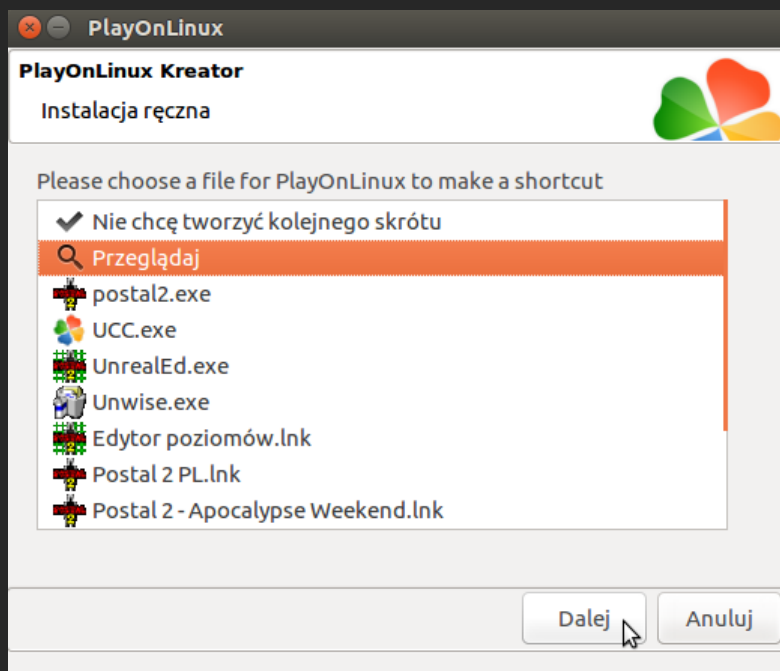 PlayOnLinux
PlayOnLinux Kreator
Instalacja ręczna
Please choose a file for PlayOnLinux to make a shortcut
Nie chcę tworzyć kolejnego skrótu
Przeglądaj
postal2.exe
UCC.exe
UnrealEd.exe
Unwise.exe
Edytor poziomów.lnk
Postal 2 PL.lnk
Postal 2 - Apocalypse Weekend.lnk
Dalej
Anuluj